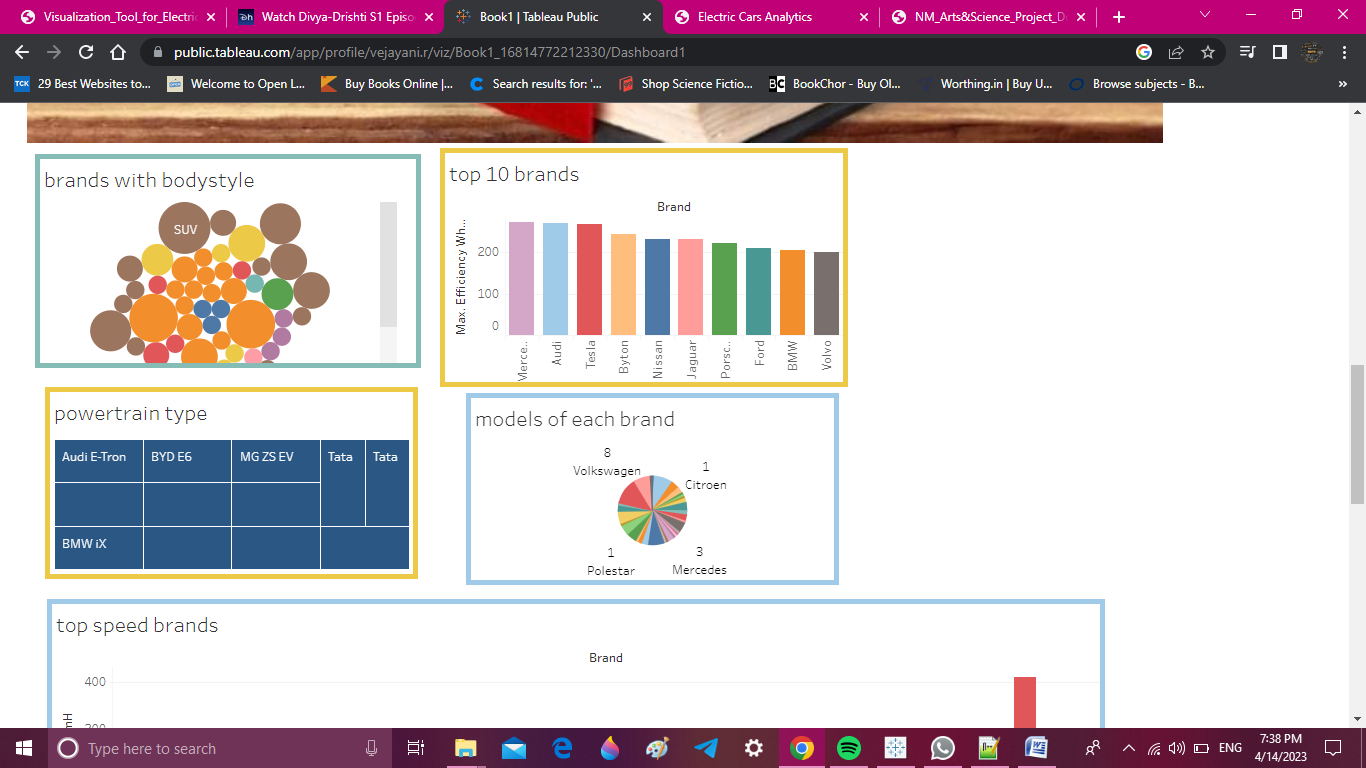 Visualization_Tool_for_Electric
Watch Divya-Drishti S1 Episo
Book1 | Tableau Public
Electric Cars Analytics
NM_Arts&Science_Project_D
public.tableau.com/app/profile/vejayani.r/viz/Book1_16814772212330/Dashboard1
TCK 29 Best Websites to...
Welcome to Open L...
Buy Books Online |...
Search results for: '...
Shop Science Fictio...
BC BookChor - Buy Ol...
Worthing.in | Buy U...
Browse subjects - B...
»
brands with bodystyle
SUV
top 10 brands
Brand
Max. Efficiency Wh...
200
100
0
Merce..
Audi
Tesla
Byton
Nissan
Jaguar
Porsc..
Ford
BMW
Volvo
powertrain type
Audi E-Tron
BYD E6
MG ZS EV
Tata
Tata
BMW iX
models of each brand
8
Volkswagen
1
Citroen
1
Polestar
3
Mercedes
top speed brands
Brand
400
Type here to search
ENG
7:38 PM
4/14/2023